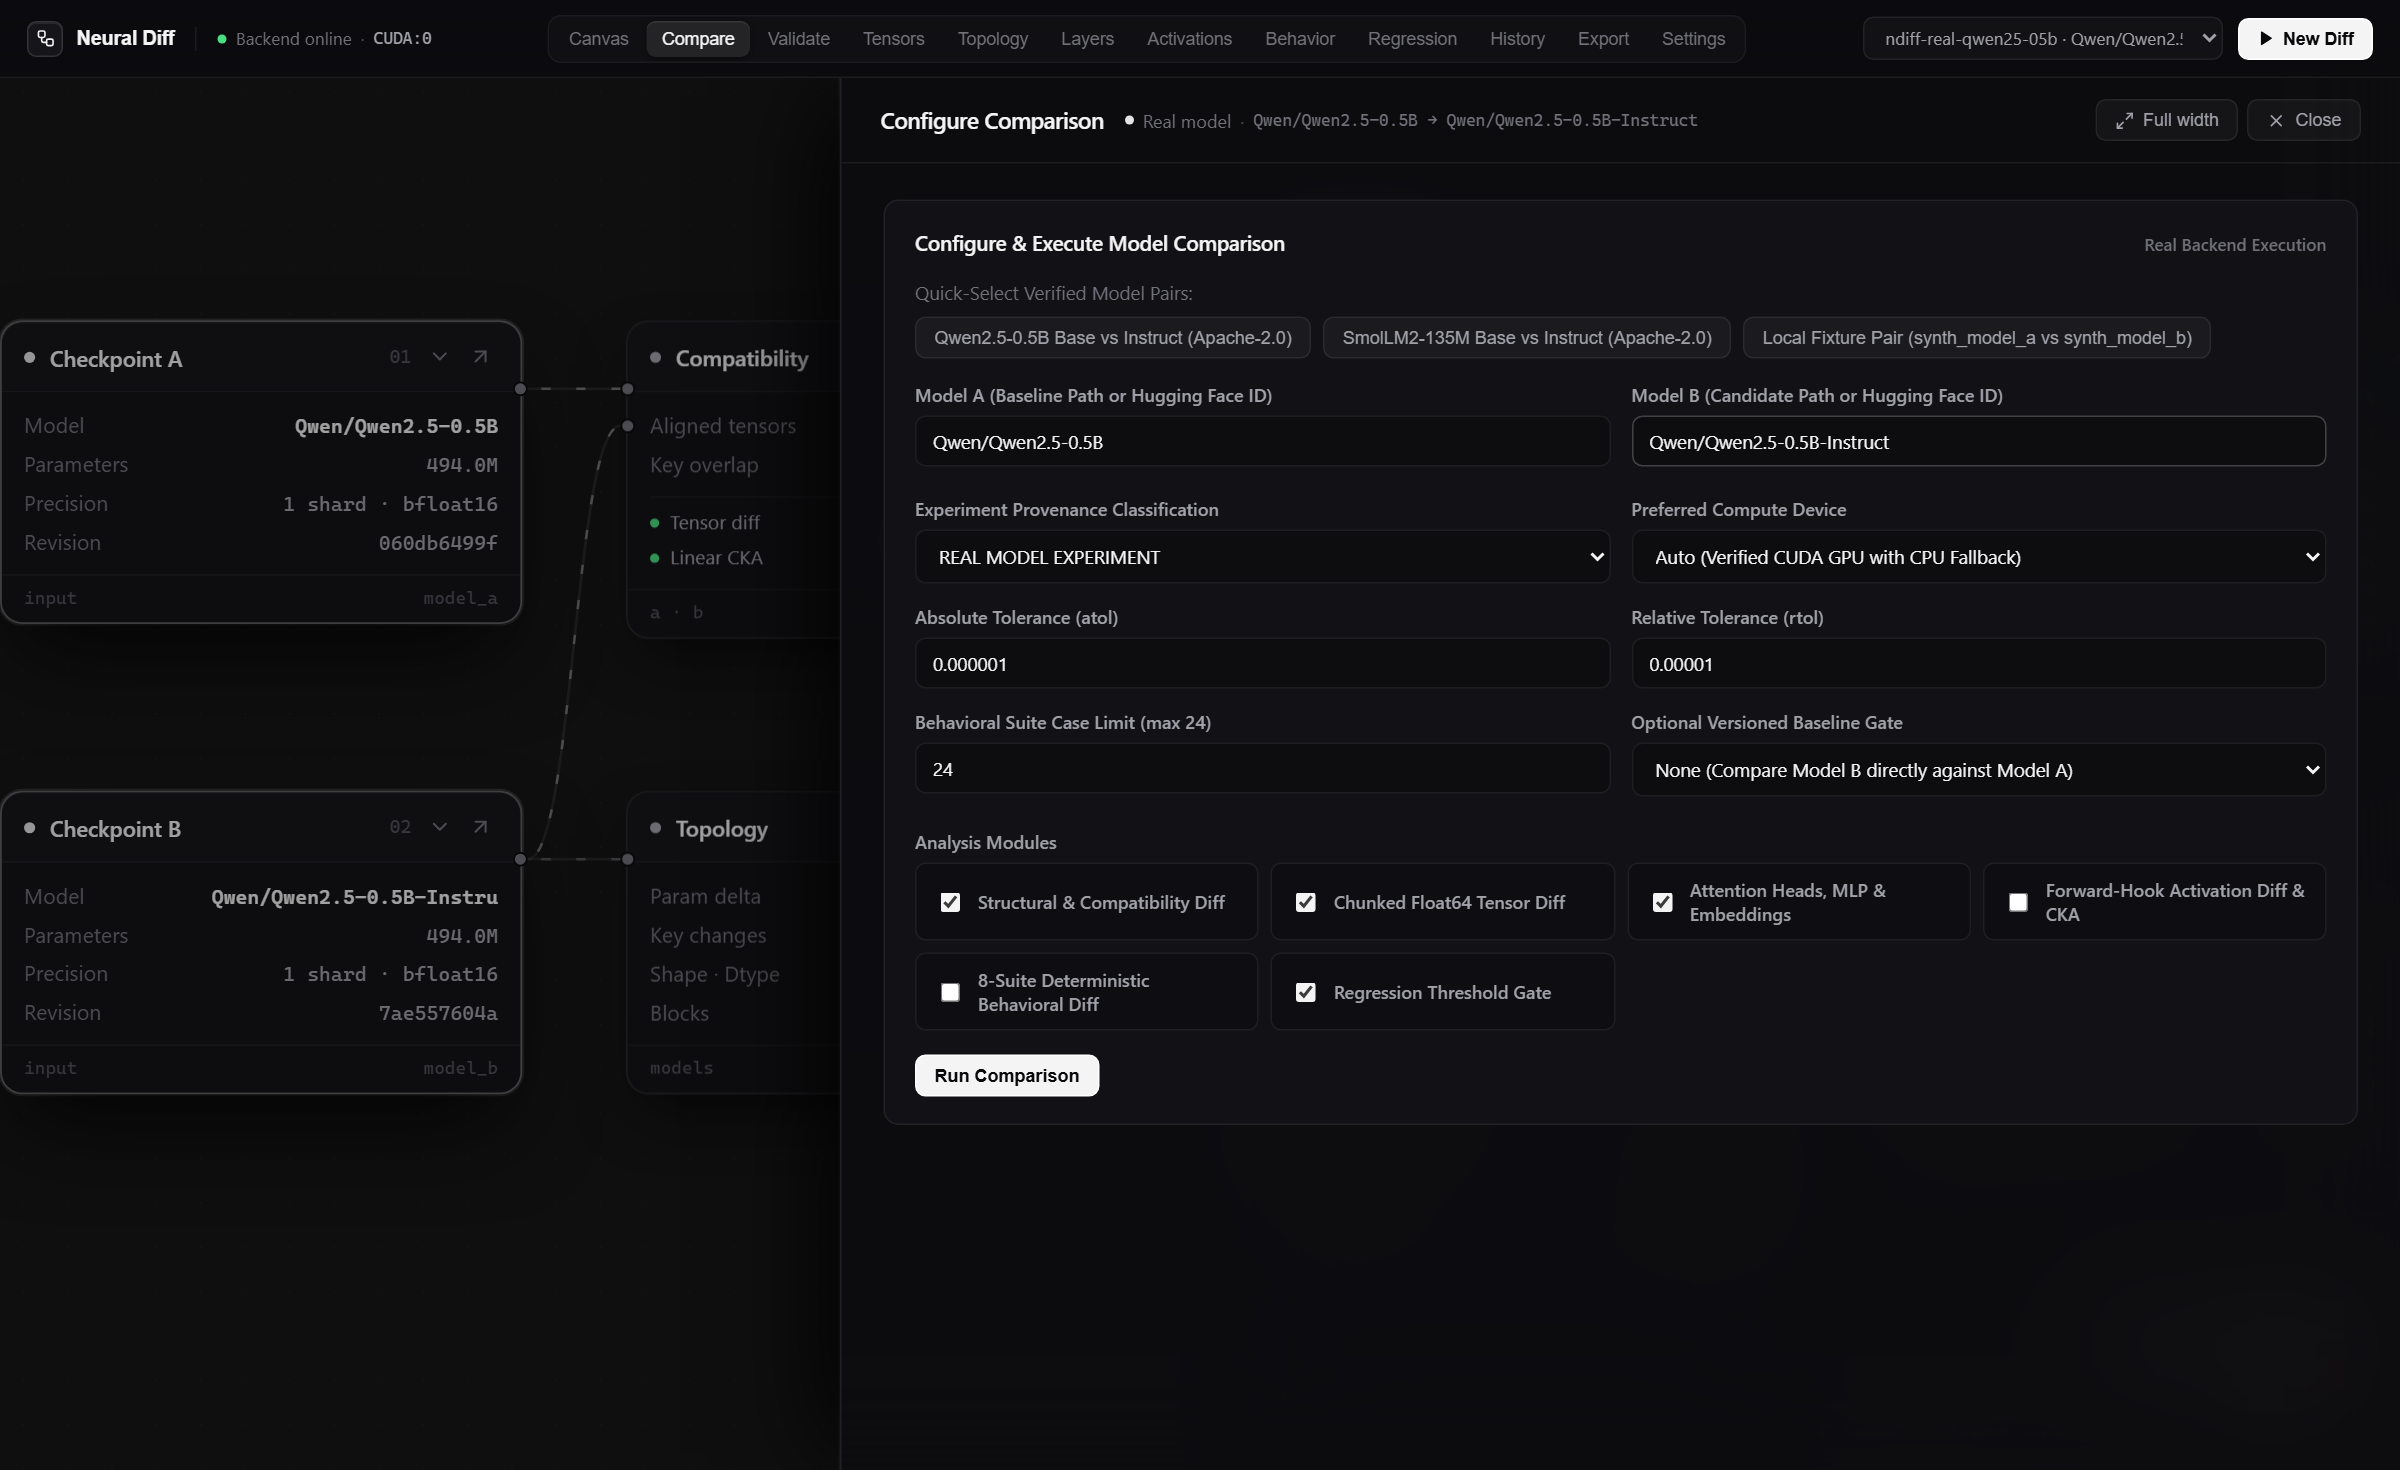 Neural Diff
Backend online · CUDA:0
Canvas
Compare
Validate
Tensors
Topology
Layers
Activations
Behavior
Regression
History
Export
Settings
ndiff-real-qwen25-05b · Qwen/Qwen2.!
New Diff
Configure Comparison
Real model · Qwen/Qwen2.5-0.5B → Qwen/Qwen2.5-0.5B-Instruct
Full width
Close
Checkpoint A
01
Model Qwen/Qwen2.5-0.5B
Parameters 494.0M
Precision 1 shard · bfloat16
Revision 060db6499f
input model_a
Compatibility
Aligned tensors
Key overlap
Tensor diff
Linear CKA
a · b
Checkpoint B
02
Model Qwen/Qwen2.5-0.5B-Instru
Parameters 494.0M
Precision 1 shard · bfloat16
Revision 7ae557604a
input model_b
Topology
Param delta
Key changes
Shape · Dtype
Blocks
models
Configure & Execute Model Comparison
Real Backend Execution
Quick-Select Verified Model Pairs:
Qwen2.5-0.5B Base vs Instruct (Apache-2.0)
SmolLM2-135M Base vs Instruct (Apache-2.0)
Local Fixture Pair (synth_model_a vs synth_model_b)
Model A (Baseline Path or Hugging Face ID)
Qwen/Qwen2.5-0.5B
Model B (Candidate Path or Hugging Face ID)
Qwen/Qwen2.5-0.5B-Instruct
Experiment Provenance Classification
REAL MODEL EXPERIMENT
Preferred Compute Device
Auto (Verified CUDA GPU with CPU Fallback)
Absolute Tolerance (atol)
0.000001
Relative Tolerance (rtol)
0.00001
Behavioral Suite Case Limit (max 24)
24
Optional Versioned Baseline Gate
None (Compare Model B directly against Model A)
Analysis Modules
Structural & Compatibility Diff
Chunked Float64 Tensor Diff
Attention Heads, MLP &
Embeddings
Forward-Hook Activation Diff &
CKA
8-Suite Deterministic
Behavioral Diff
Regression Threshold Gate
Run Comparison